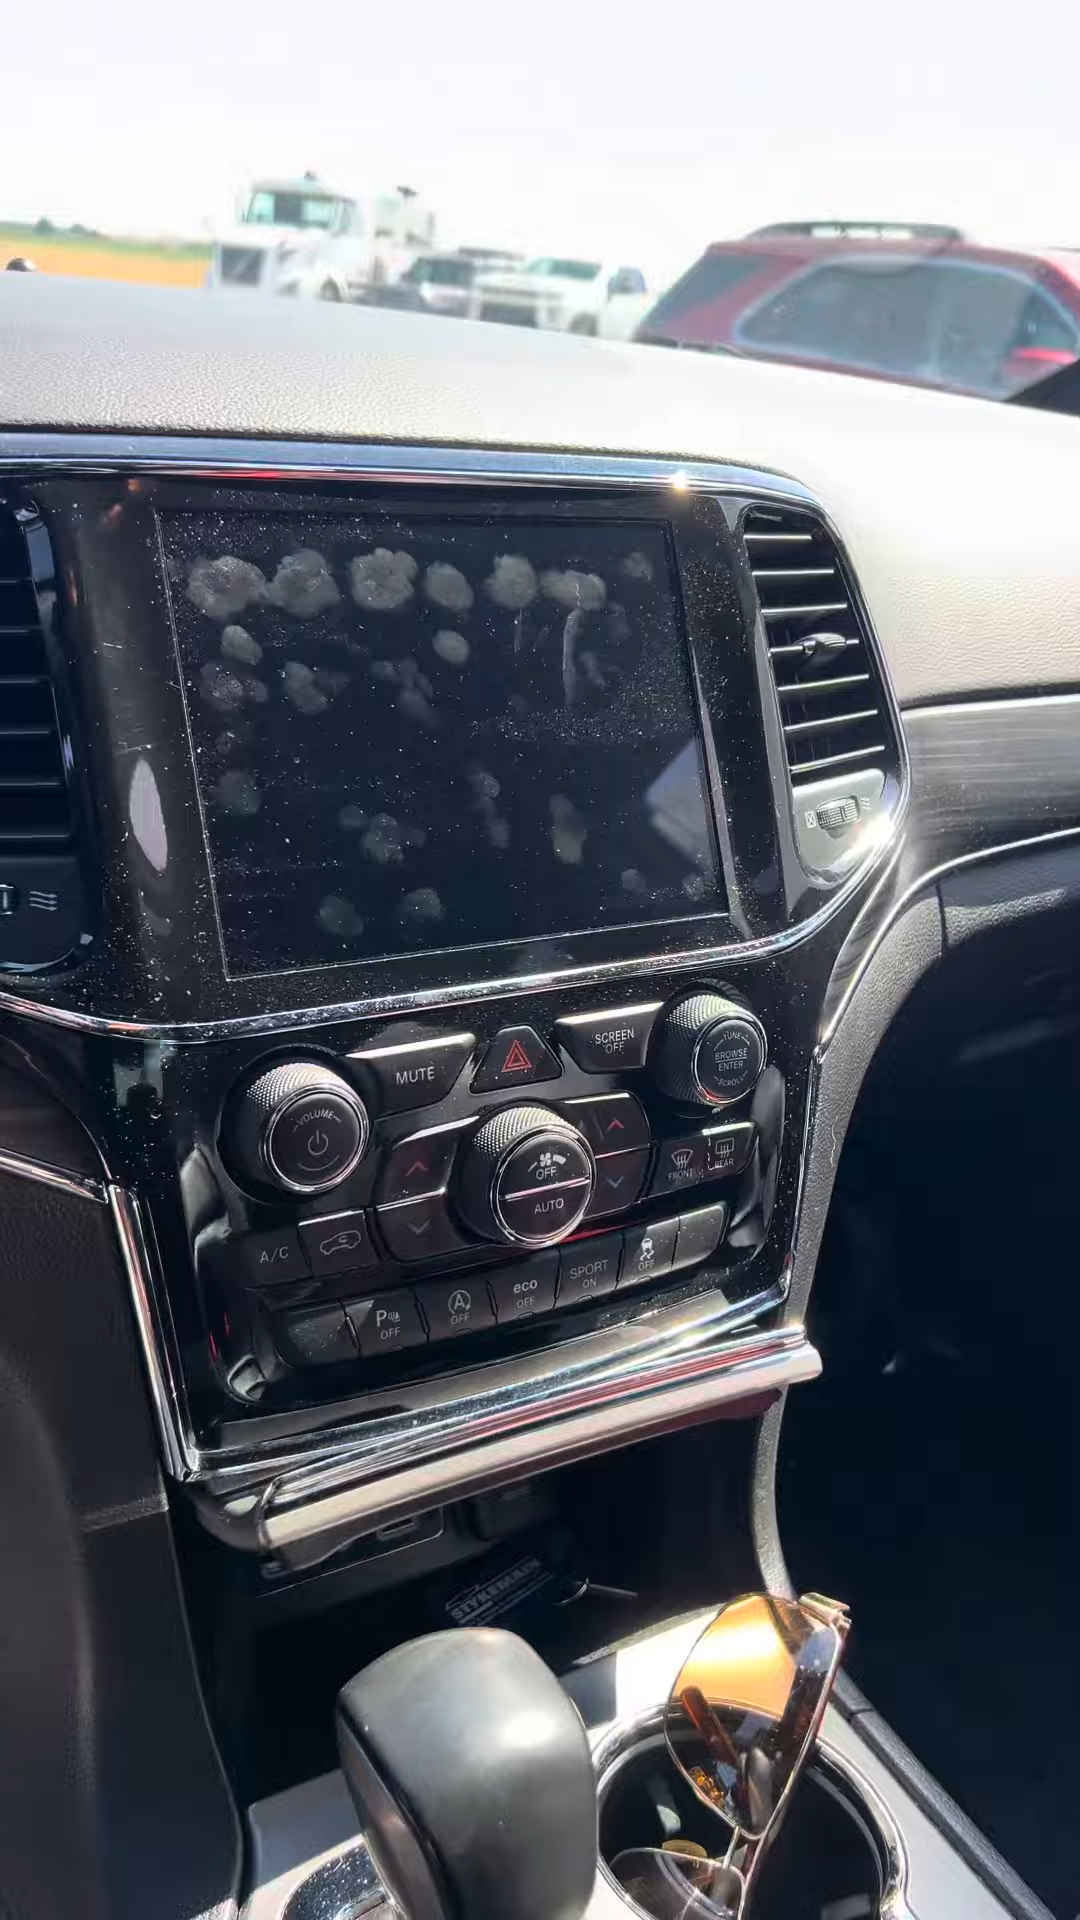 MUTE
SCREEN
OFF
TUNE
BROWSE
ENTER
SCROLL
VOLUME
OFF
AUTO
FRONT
REAR
A/C
P
OFF
A
OFF
eco
OFF
SPORT
ON
OFF
STYKEMAIN